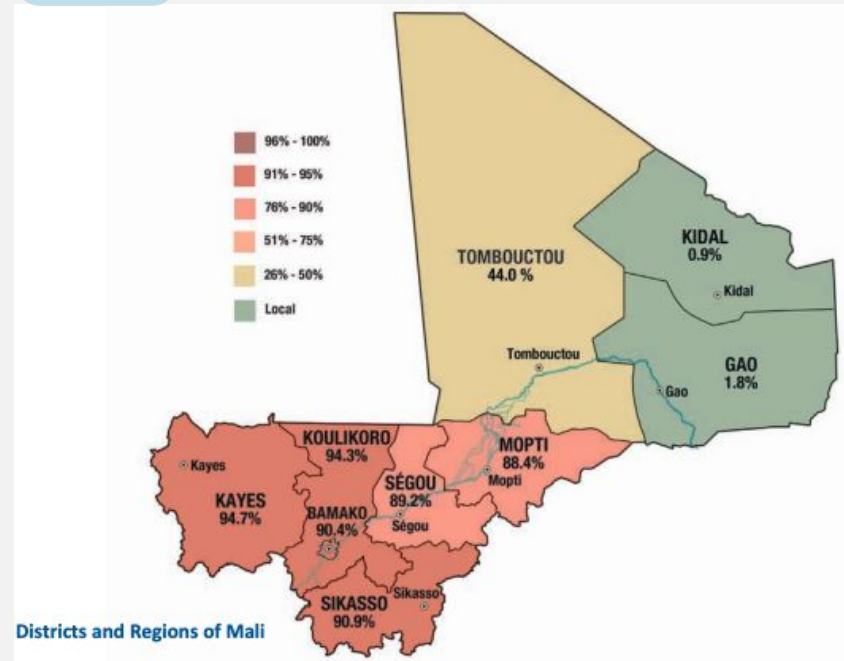 96% - 100%
91% - 95%
76% - 90%
51% - 75%
26% - 50%
Local
TOMBOUCTOU
44.0 %
KIDAL
0.9%
Kidal
Tombouctou
GAO
1.8%
Gao
KOULIKORO
94.3%
MOPTI
88.4%
Mopti
Kayes
KAYES
94.7%
SÉGOU
89.2%
Ségou
BAMAKO
90.4%
Sikasso
SIKASSO
90.9%
Districts and Regions of Mali